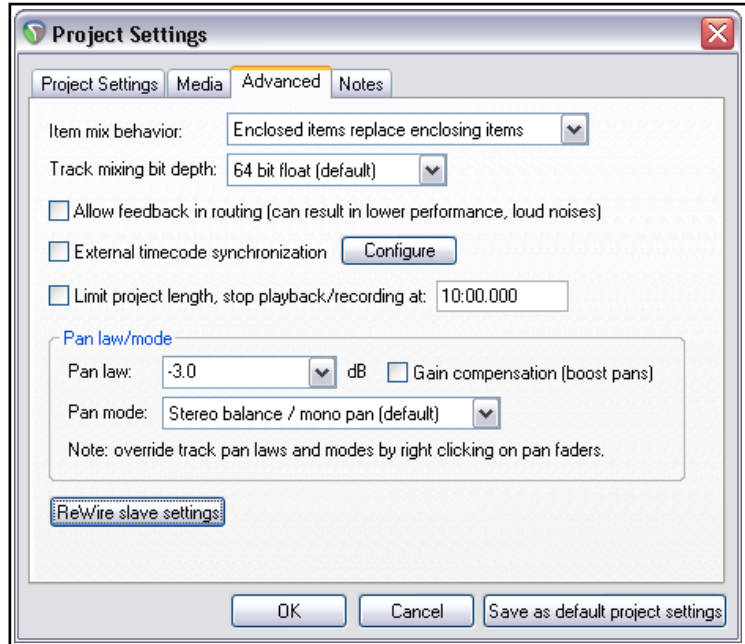 Project Settings
Project Settings Media Advanced Notes
Item mix behavior: Enclosed items replace enclosing items
Track mixing bit depth: 64 bit float (default)
Allow feedback in routing (can result in lower performance, loud noises)
External timecode synchronization Configure
Limit project length, stop playback/recording at: 10:00.000
Pan law/mode
Pan law: -3.0 dB Gain compensation (boost pans)
Pan mode: Stereo balance / mono pan (default)
Note: override track pan laws and modes by right clicking on pan faders.
ReWire slave settings
OK Cancel Save as default project settings